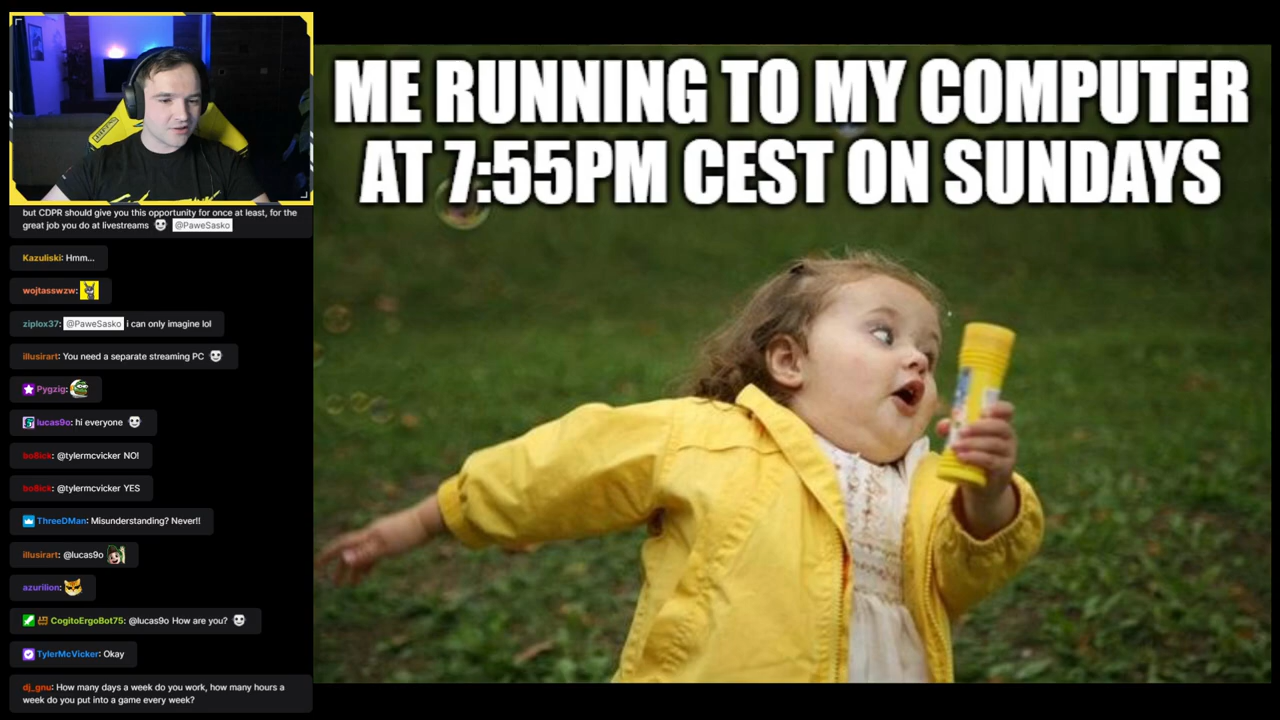 ME RUNNING TO MY COMPUTER
AT 7:55PM CEST ON SUNDAYS
but CDPR should give you this opportunity for once at least, for the
great job you do at livestreams @PaweSasko
Kazuliski: Hmm...
wojtasswzw:
ziplox37: @PaweSasko i can only imagine lol
illusirart: You need a separate streaming PC
Pygzig:
lucas9o: hi everyone
boBick: @tylermcvicker NO!
boBick: @tylermcvicker YES
ThreeDMan: Misunderstanding? Never!!
illusirart: @lucas9o
azurilion:
CogitoErgoBot75: @lucas9o How are you?
TylerMcVicker: Okay
dj_gnu: How many days a week do you work, how many hours a
week do you put into a game every week?